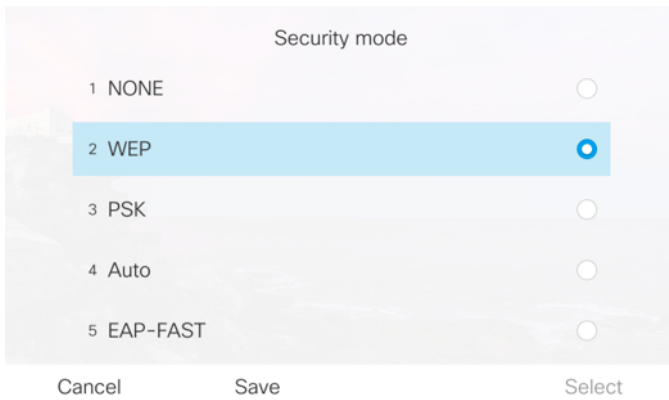 Security mode
1 NONE
2 WEP
3 PSK
4 Auto
5 EAP-FAST
Cancel Save Select